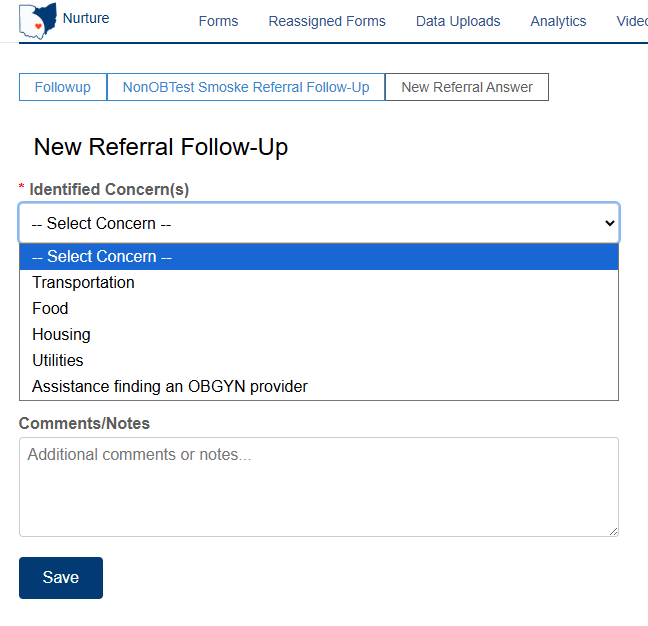 Nurture Forms Reassigned Forms Data Uploads Analytics Video
Followup NonOBTest Smoske Referral Follow-Up New Referral Answer
New Referral Follow-Up
* Identified Concern(s)
-- Select Concern --
-- Select Concern --
Transportation
Food
Housing
Utilities
Assistance finding an OBGYN provider
Comments/Notes
Additional comments or notes...
Save